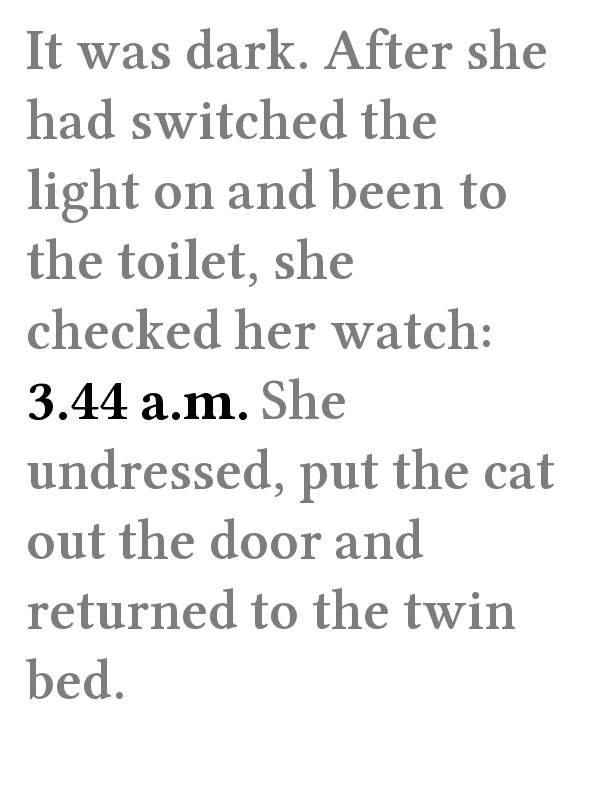 It was dark. After she
had switched the
light on and been to
the toilet, she
checked her watch:
3.44 a.m. She
undressed, put the cat
out the door and
returned to the twin
bed.